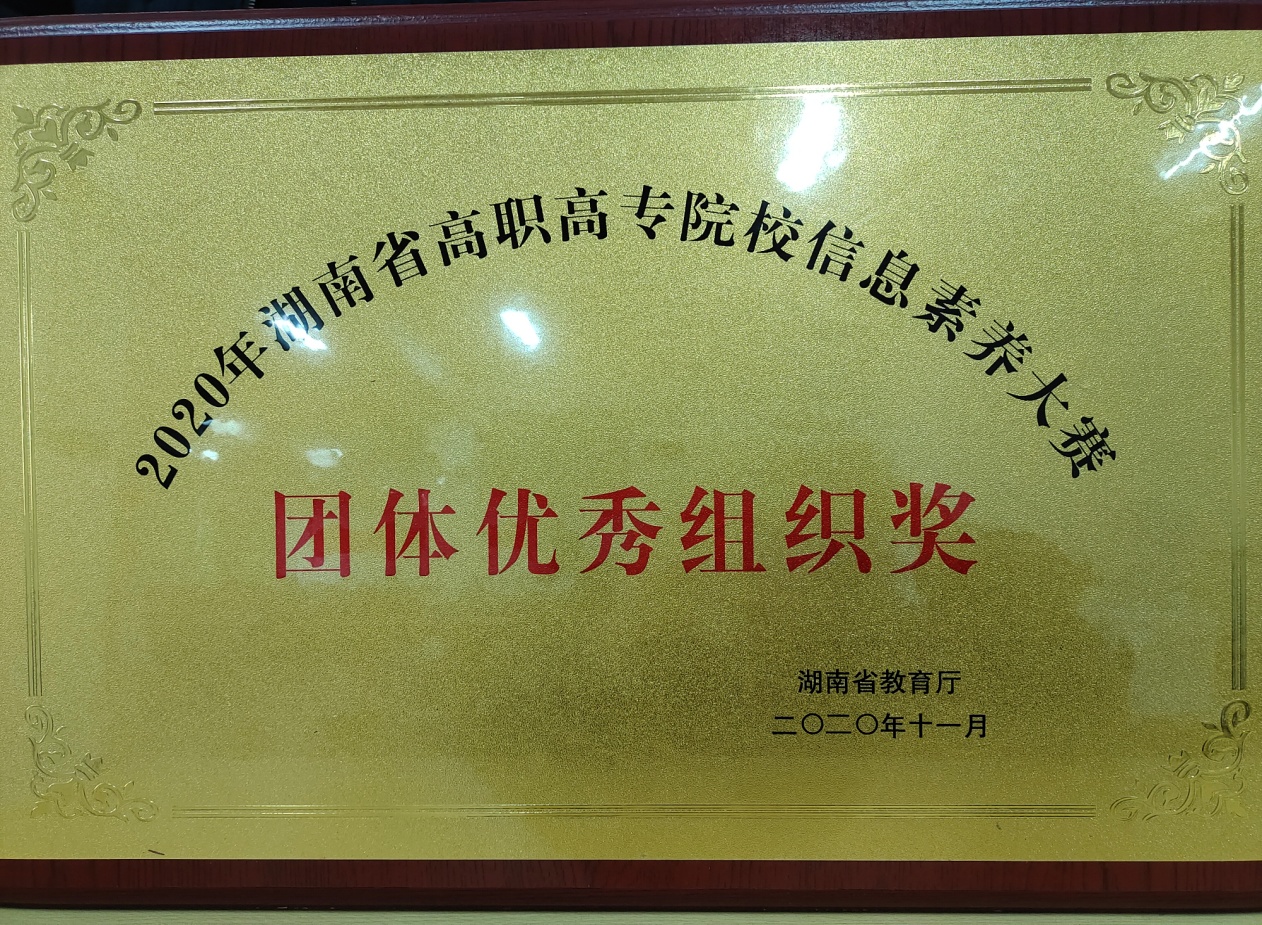 2020年湖南省高职高专院校信息素养大赛
团体优秀组织奖
湖南省教育厅
二〇二〇年十一月